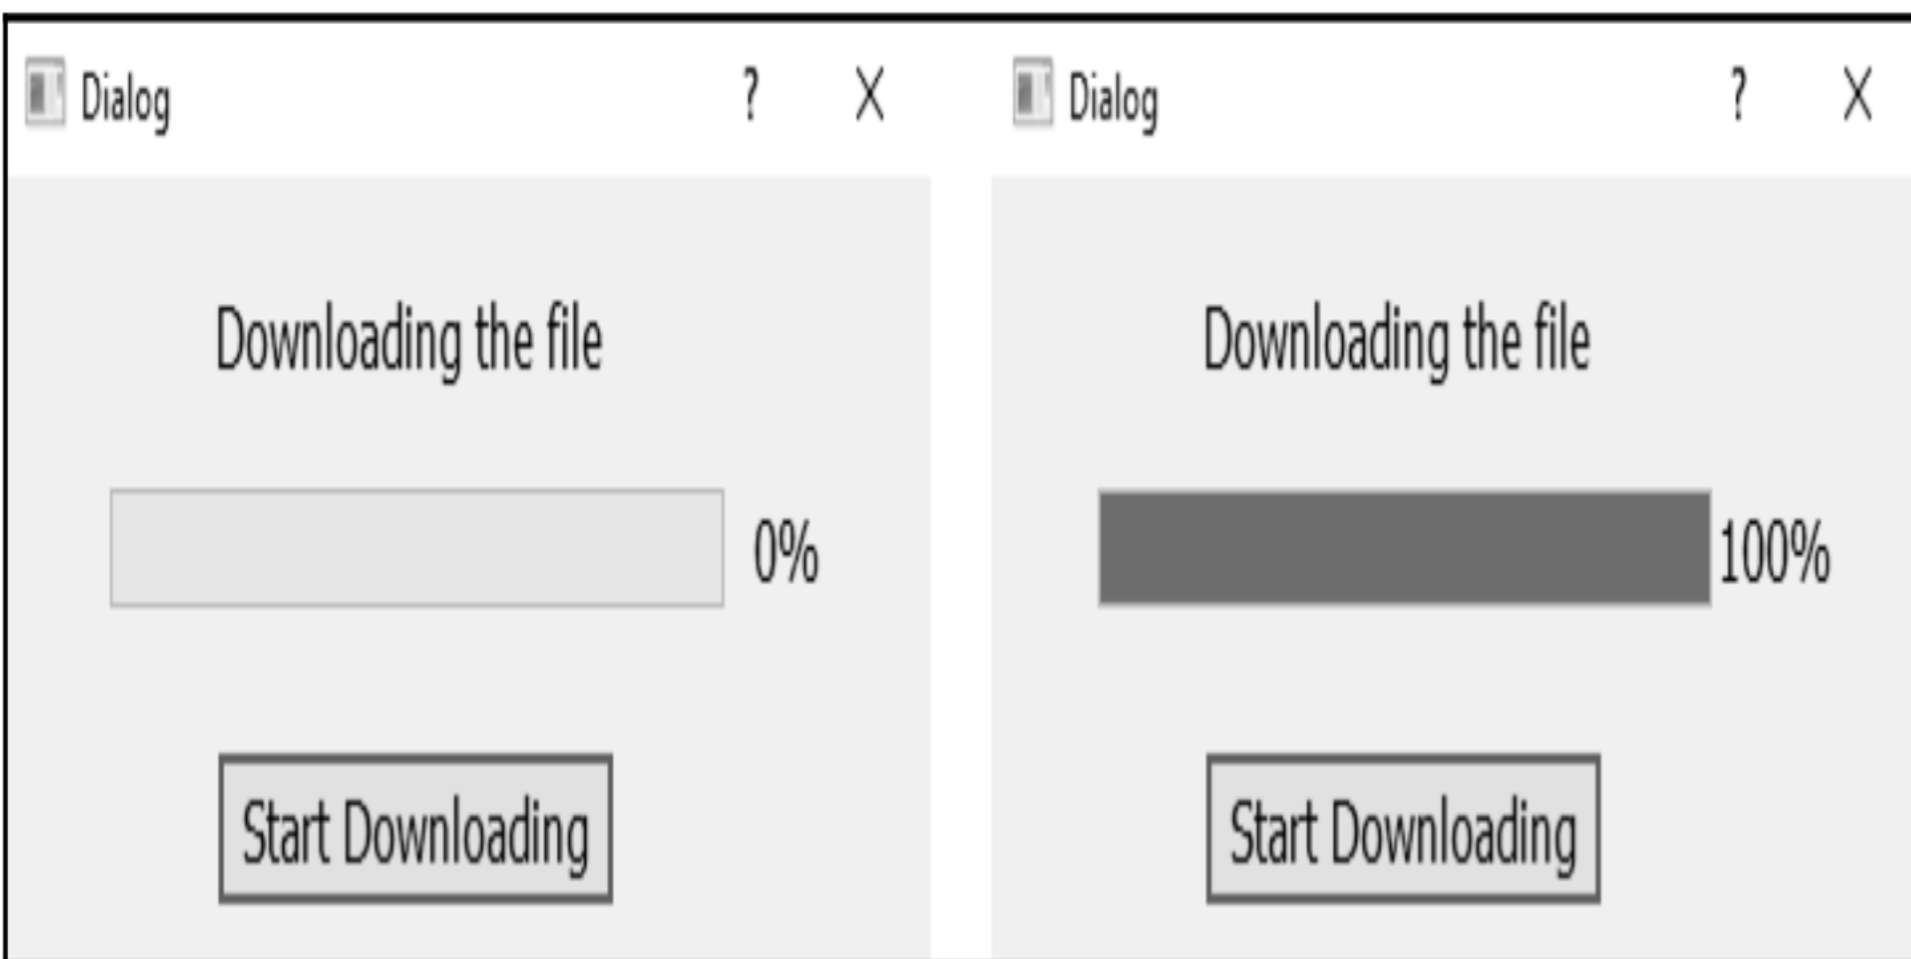 Dialog ? X
Downloading the file
0%
Start Downloading
Dialog ? X
Downloading the file
100%
Start Downloading